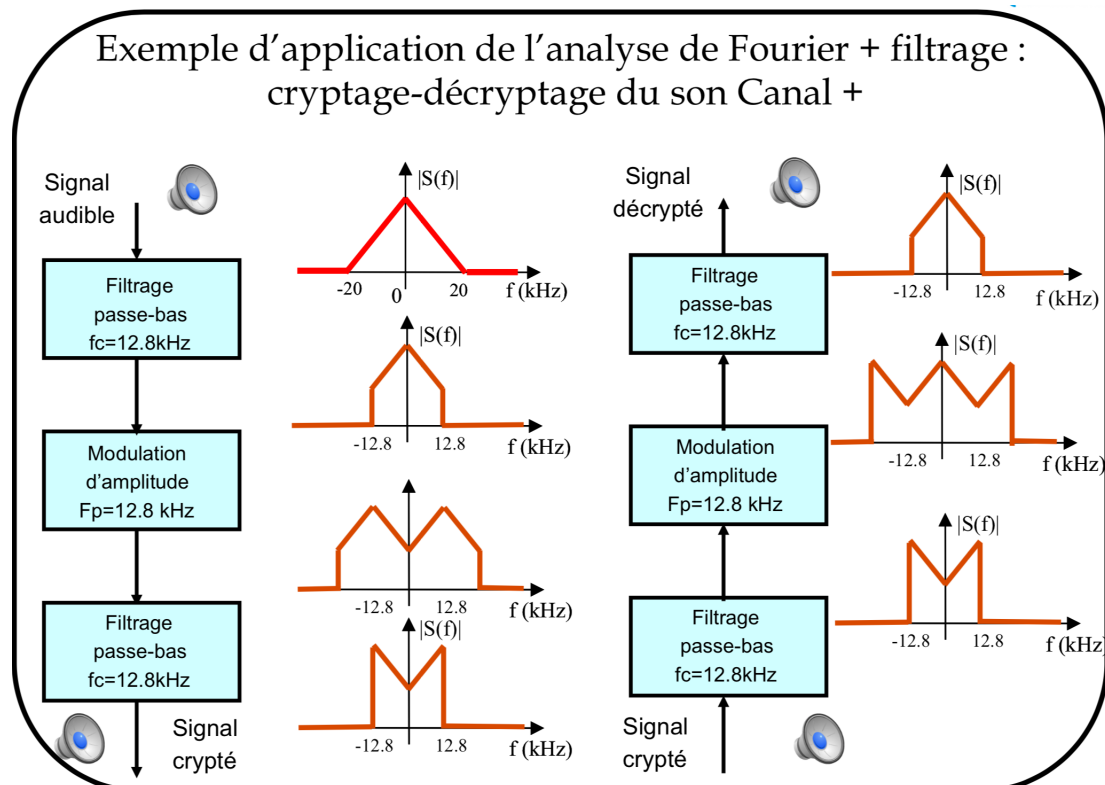 Exemple d'application de l'analyse de Fourier + filtrage :
cryptage-décryptage du son Canal +
Signal
audible
Filtrage
passe-bas
fc=12.8kHz
Modulation
d'amplitude
Fp=12.8 kHz
Filtrage
passe-bas
fc=12.8kHz
Signal
crypté
|S(f)|
-20
0
20
f (kHz)
|S(f)|
-12.8
12.8
f (kHz)
-12.8
12.8
f (kHz)
|S(f)|
-12.8
12.8
f (kHz)
Signal
décrypté
Filtrage
passe-bas
fc=12.8kHz
Modulation
d'amplitude
Fp=12.8 kHz
Filtrage
passe-bas
fc=12.8kHz
Signal
crypté
|S(f)|
-12.8
12.8
f (kHz)
|S(f)|
-12.8
12.8
f (kHz)
|S(f)|
-12.8
12.8
f (kHz)